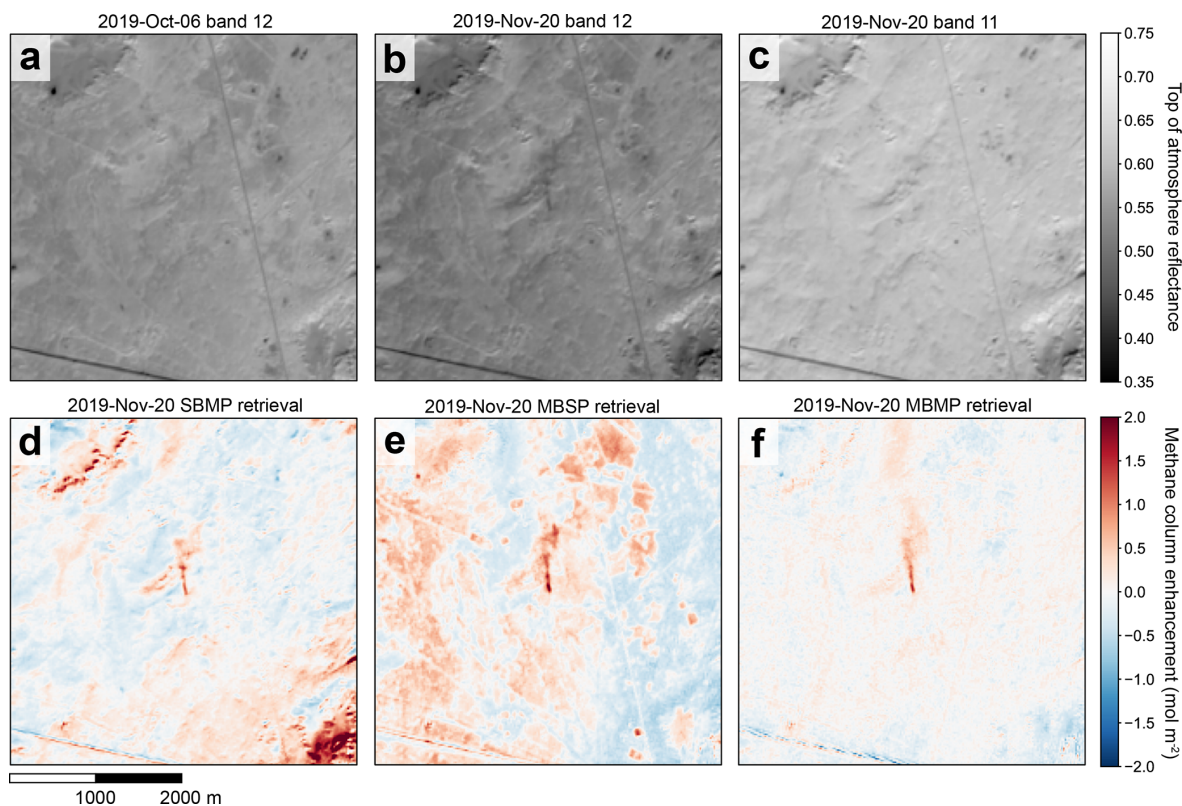 2019-Oct-06 band 12
2019-Nov-20 band 12
2019-Nov-20 band 11
a
b
c
0.75
0.70
0.65
0.60
0.55
0.50
0.45
0.40
0.35
Top of atmosphere reflectance
2019-Nov-20 SBMP retrieval
2019-Nov-20 MBSP retrieval
2019-Nov-20 MBMP retrieval
d
e
f
2.0
1.5
1.0
0.5
0.0
−0.5
−1.0
−1.5
−2.0
Methane column enhancement (mol m⁻²)
1000
2000 m